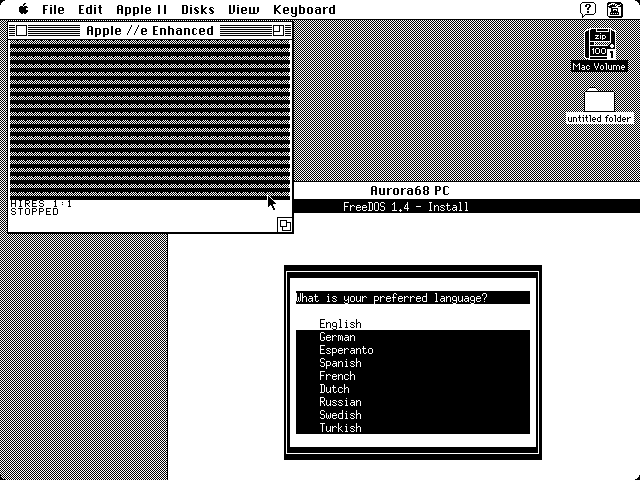 File Edit Apple II Disks View Keyboard
Apple //e Enhanced
zip
Mac Volume
untitled folder
HIRES 1:1
STOPPED
Aurora68 PC
FreeDOS 1.4 - Install
What is your preferred language?
English
German
Esperanto
Spanish
French
Dutch
Russian
Swedish
Turkish